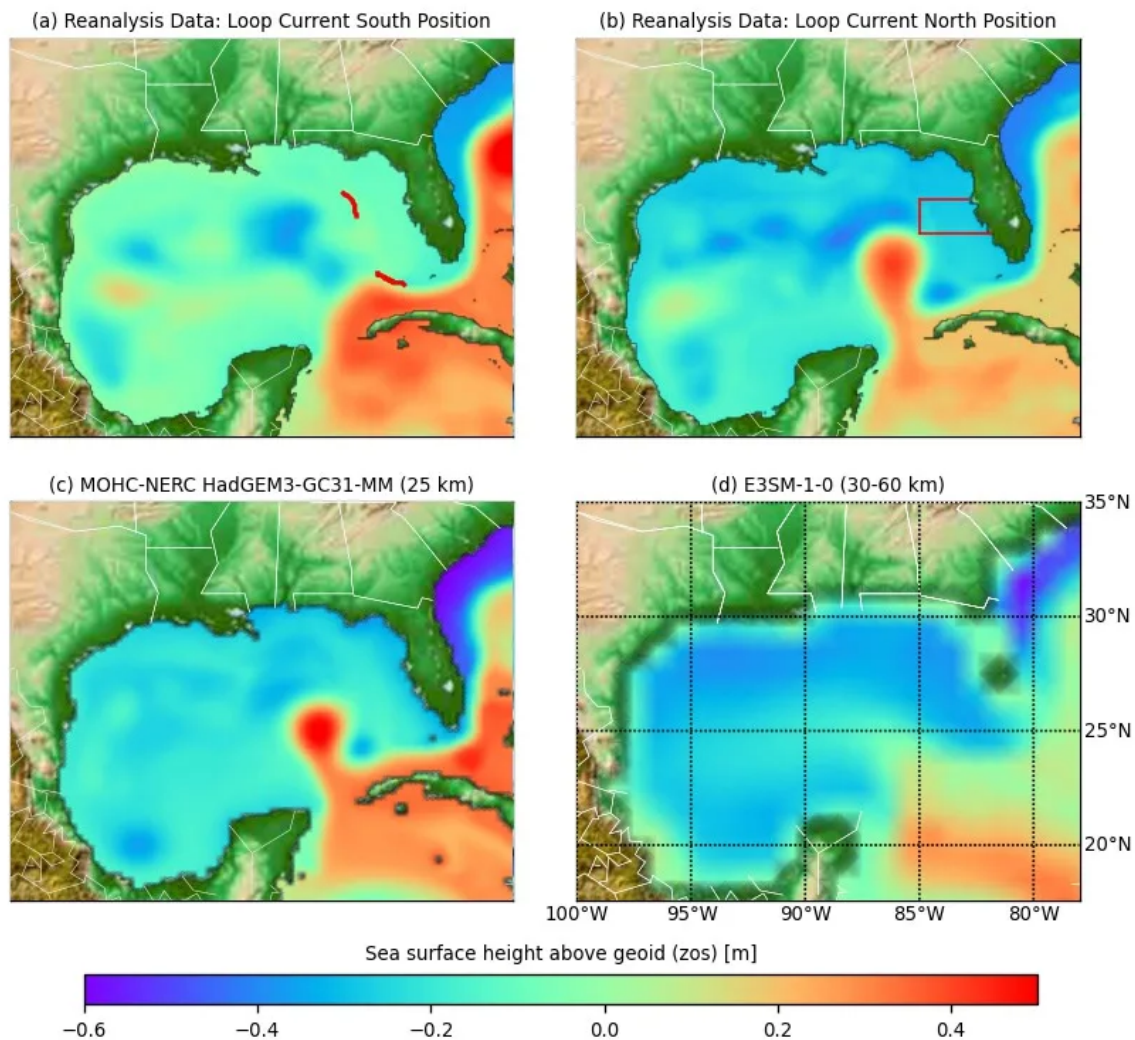 (a) Reanalysis Data: Loop Current South Position
(b) Reanalysis Data: Loop Current North Position
(c) MOHC-NERC HadGEM3-GC31-MM (25 km)
(d) E3SM-1-0 (30-60 km)
35°N
30°N
25°N
20°N
100°W 95°W 90°W 85°W 80°W
Sea surface height above geoid (zos) [m]
−0.6 −0.4 −0.2 0.0 0.2 0.4